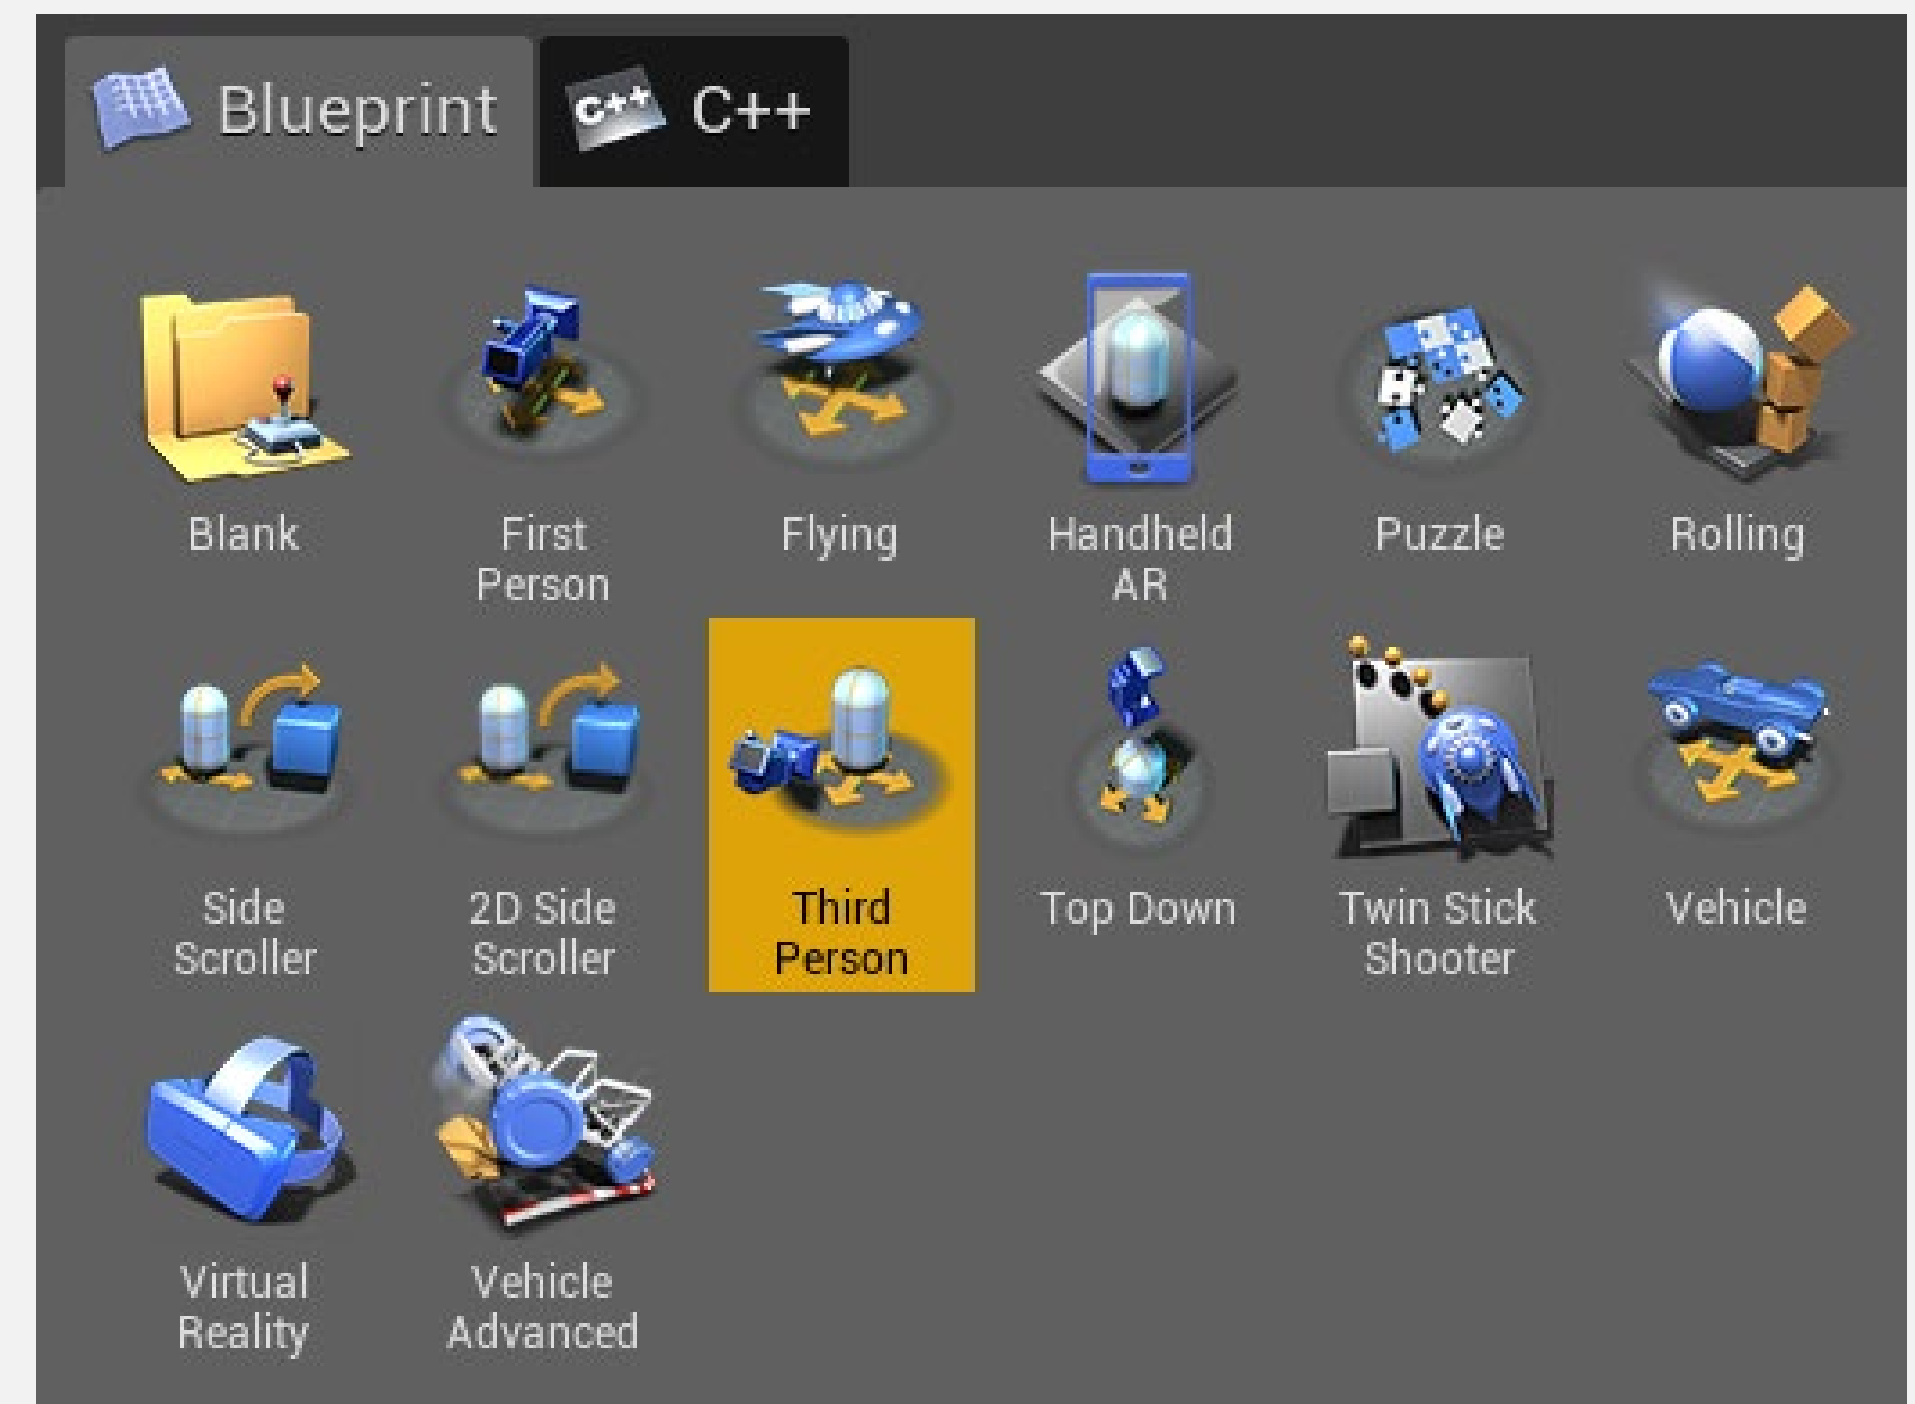 Blueprint
C++ C++
Blank
First
Person
Flying
Handheld
AR
Puzzle
Rolling
Side
Scroller
2D Side
Scroller
Third
Person
Top Down
Twin Stick
Shooter
Vehicle
Virtual
Reality
Vehicle
Advanced